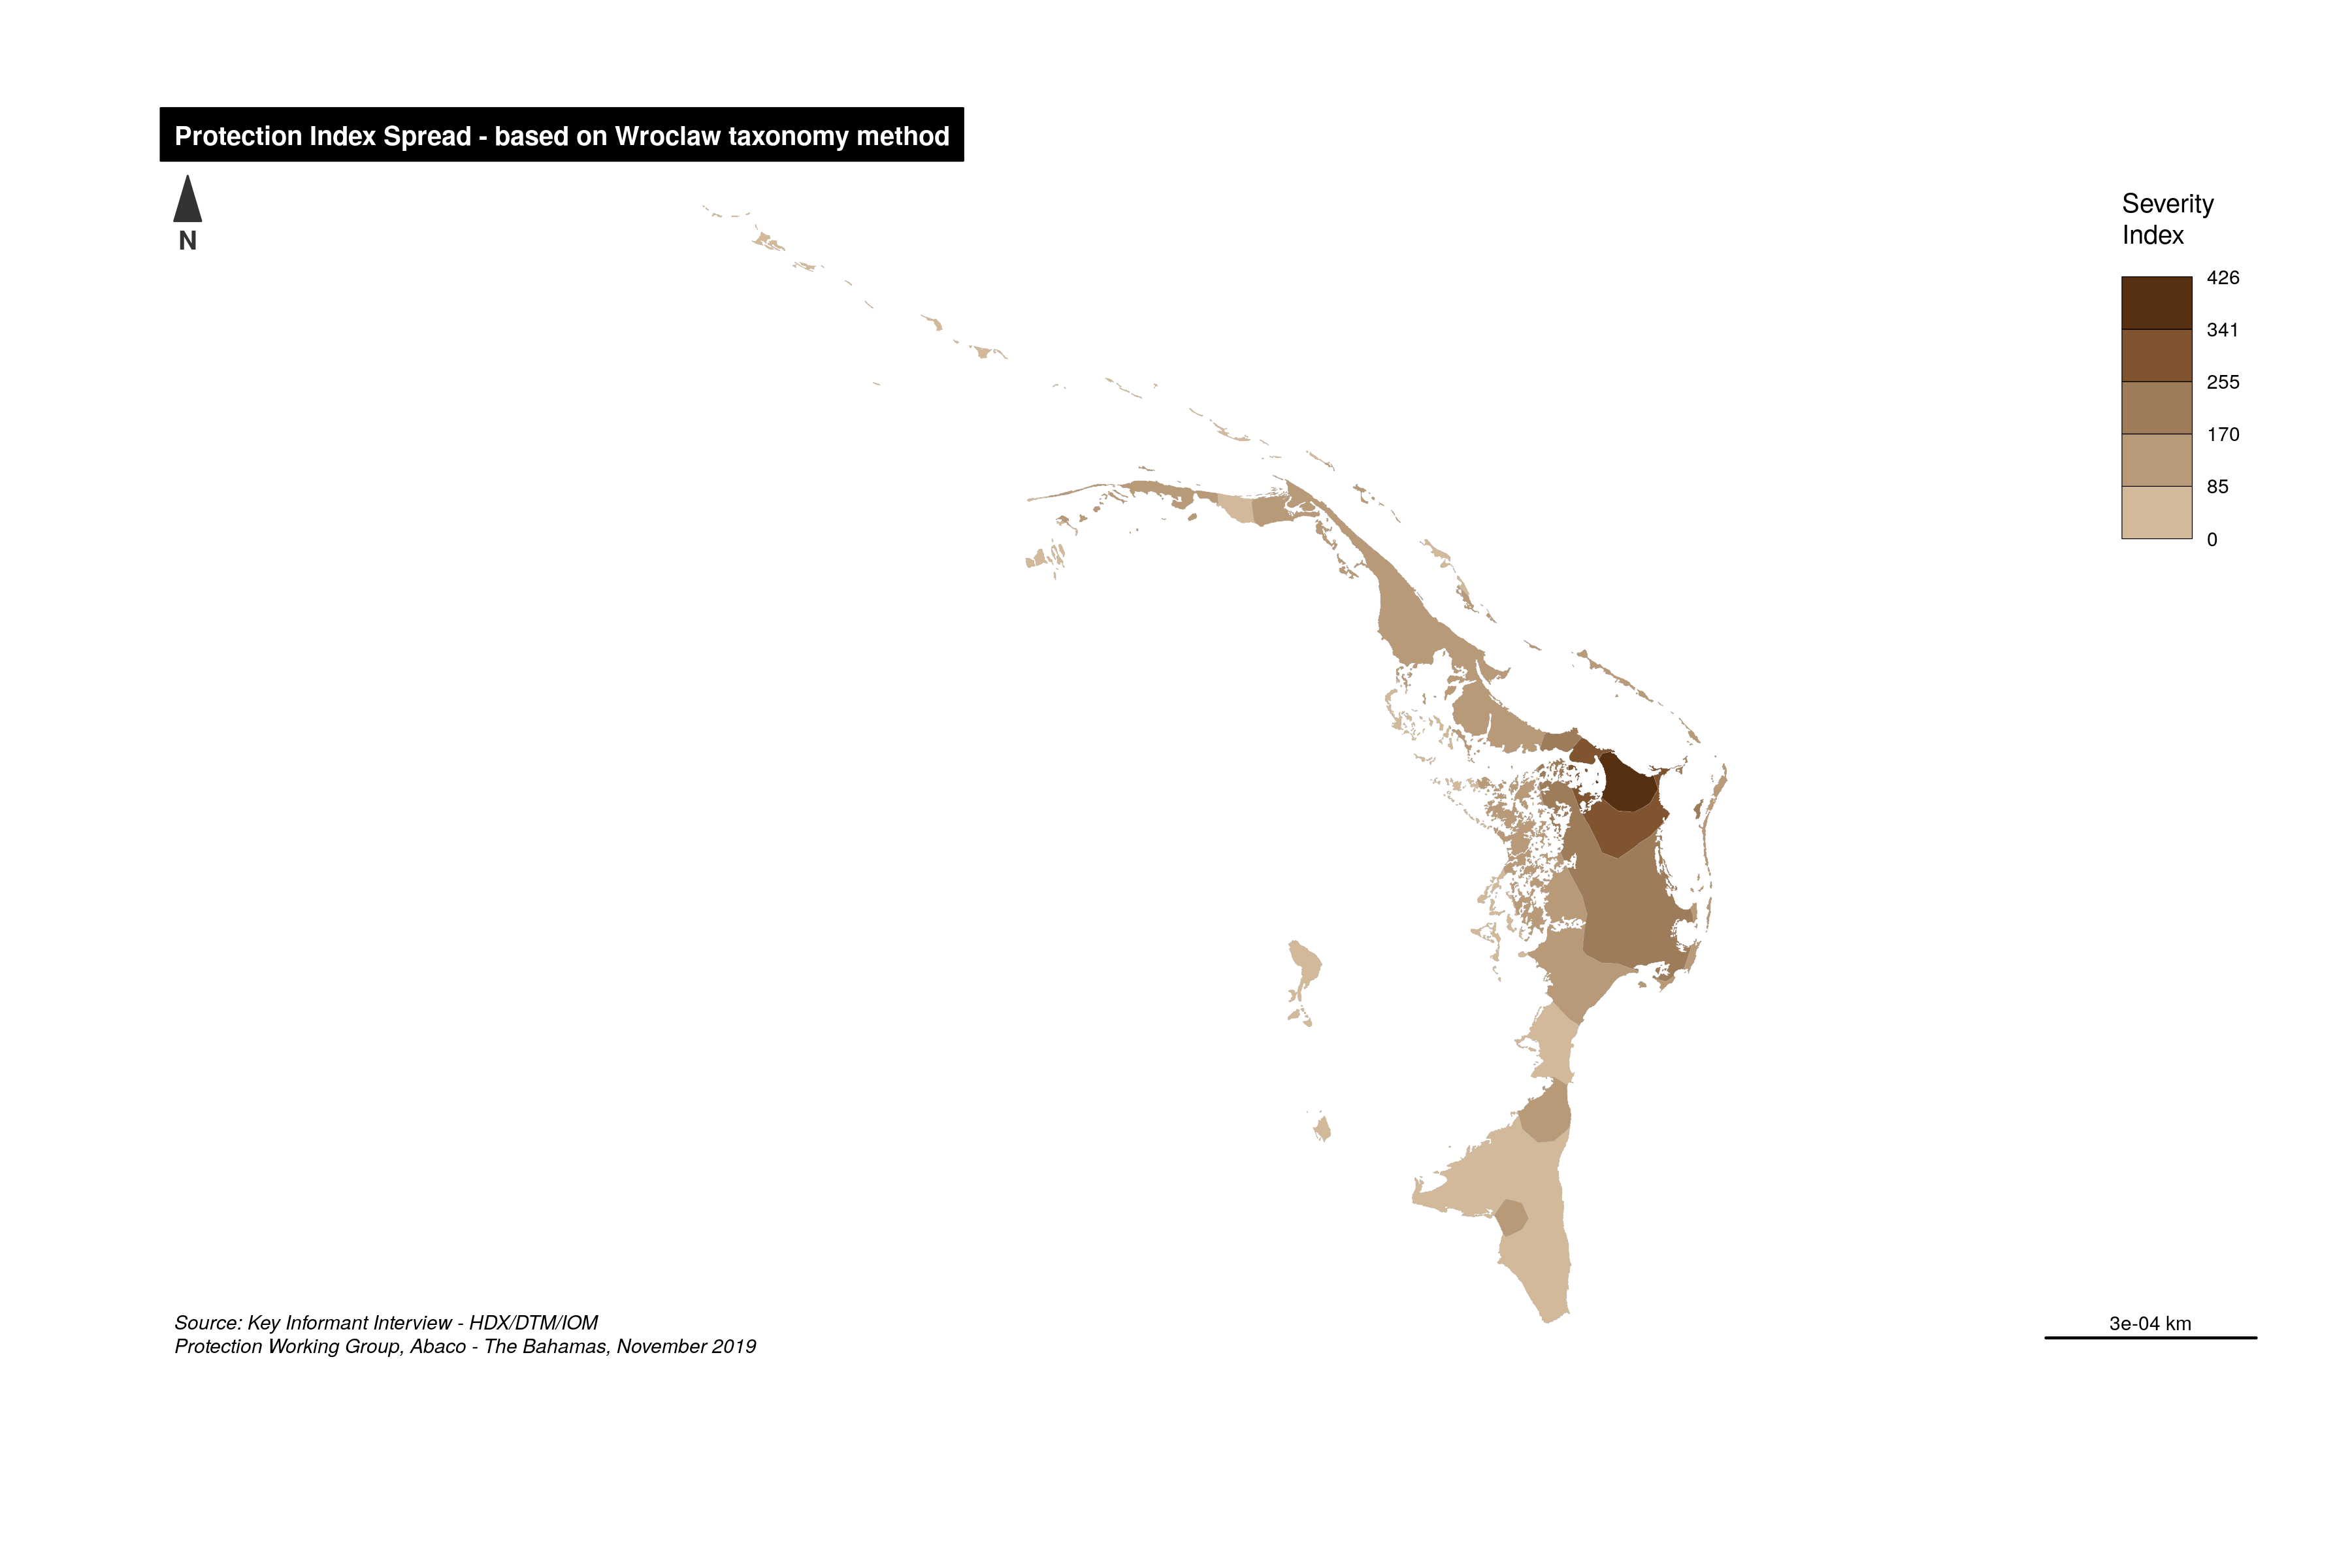 Protection Index Spread - based on Wroclaw taxonomy method
N
Severity
Index
426
341
255
170
85
0
Source: Key Informant Interview - HDX/DTM/IOM
Protection Working Group, Abaco - The Bahamas, November 2019
3e-04 km